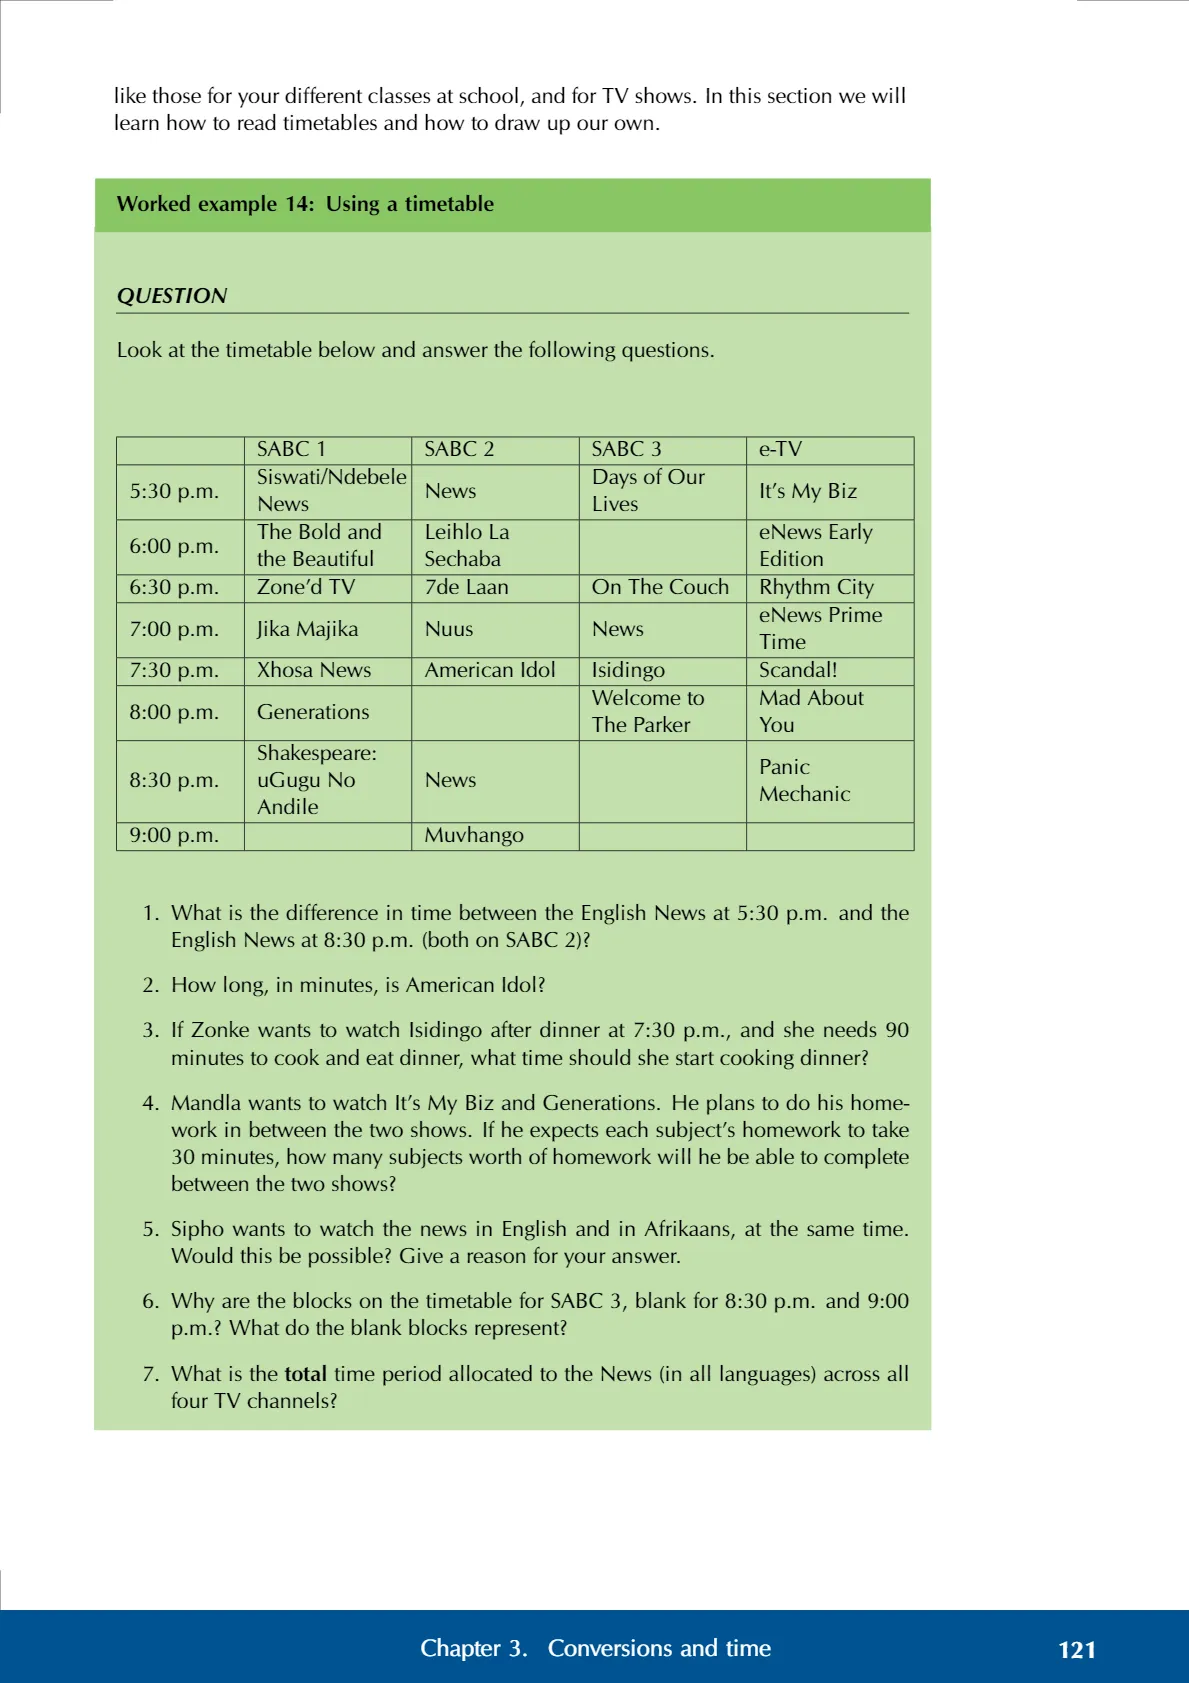 like those for your different classes at school, and for TV shows. In this section we will
learn how to read timetables and how to draw up our own.
Worked example 14: Using a timetable
QUESTION
Look at the timetable below and answer the following questions.
SABC 1 SABC 2 SABC 3 e-TV
5:30 p.m. Siswati/Ndebele News News Days of Our Lives It's My Biz
6:00 p.m. The Bold and the Beautiful Leihlo La Sechaba eNews Early Edition
6:30 p.m. Zone'd TV 7de Laan On The Couch Rhythm City
7:00 p.m. Jika Majika Nuus News eNews Prime Time
7:30 p.m. Xhosa News American Idol Isidingo Scandal!
8:00 p.m. Generations Welcome to The Parker Mad About You
8:30 p.m. Shakespeare: uGugu No Andile News Panic Mechanic
9:00 p.m. Muvhango
1. What is the difference in time between the English News at 5:30 p.m. and the
English News at 8:30 p.m. (both on SABC 2)?
2. How long, in minutes, is American Idol?
3. If Zonke wants to watch Isidingo after dinner at 7:30 p.m., and she needs 90
minutes to cook and eat dinner, what time should she start cooking dinner?
4. Mandla wants to watch It's My Biz and Generations. He plans to do his home-
work in between the two shows. If he expects each subject's homework to take
30 minutes, how many subjects worth of homework will he be able to complete
between the two shows?
5. Sipho wants to watch the news in English and in Afrikaans, at the same time.
Would this be possible? Give a reason for your answer.
6. Why are the blocks on the timetable for SABC 3, blank for 8:30 p.m. and 9:00
p.m.? What do the blank blocks represent?
7. What is the total time period allocated to the News (in all languages) across all
four TV channels?
Chapter 3. Conversions and time 121